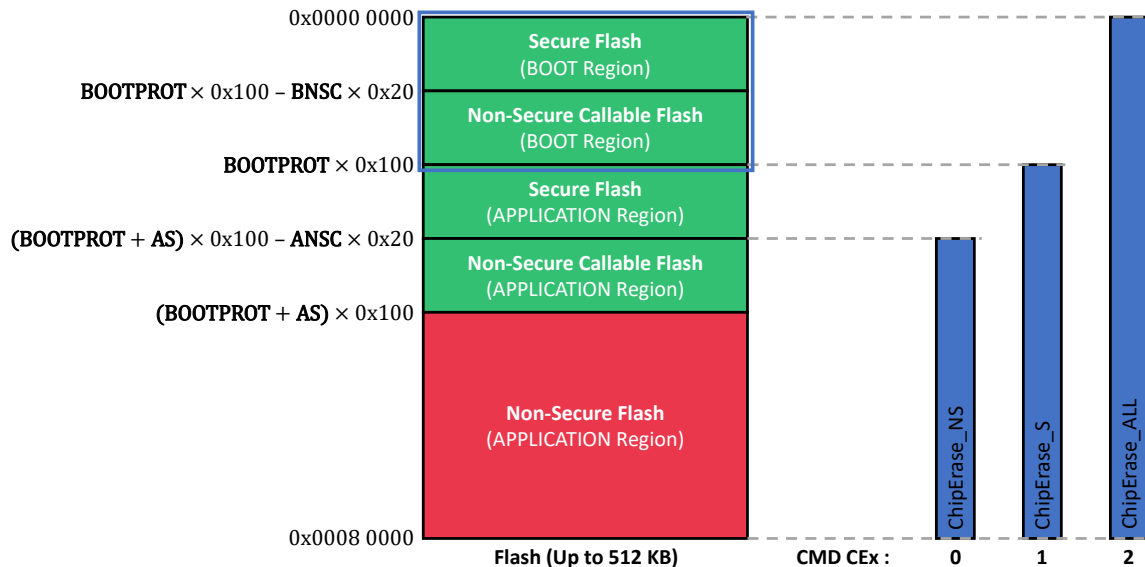 0x0000 0000
Secure Flash
(BOOT Region)
BOOTPROT × 0x100 – BNSC × 0x20
Non-Secure Callable Flash
(BOOT Region)
BOOTPROT × 0x100
Secure Flash
(APPLICATION Region)
(BOOTPROT + AS) × 0x100 – ANSC × 0x20
Non-Secure Callable Flash
(APPLICATION Region)
(BOOTPROT + AS) × 0x100
Non-Secure Flash
(APPLICATION Region)
ChipErase_NS
ChipErase_S
ChipErase_ALL
0x0008 0000
Flash (Up to 512 KB) CMD CEx : 0 1 2